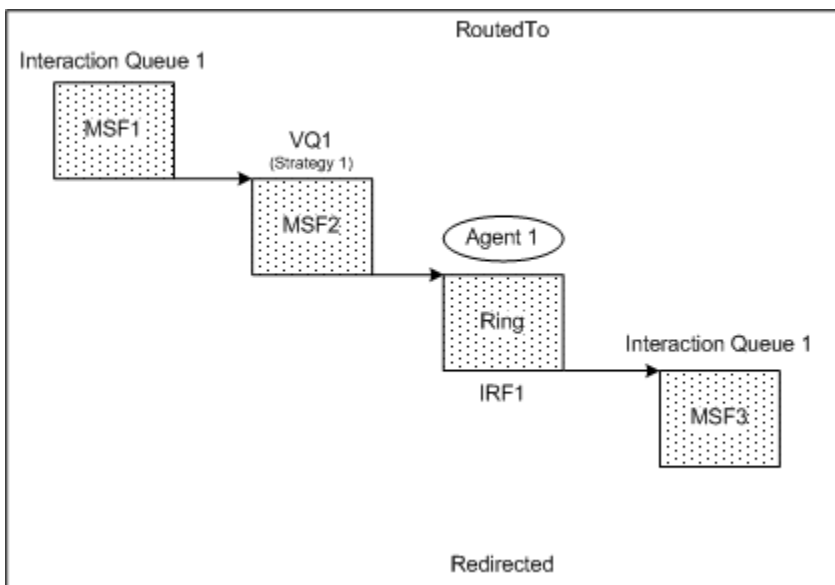 RoutedTo
Interaction Queue 1
MSF1
VQ1
(Strategy 1)
MSF2
Agent 1
Ring
IRF1
Interaction Queue 1
MSF3
Redirected